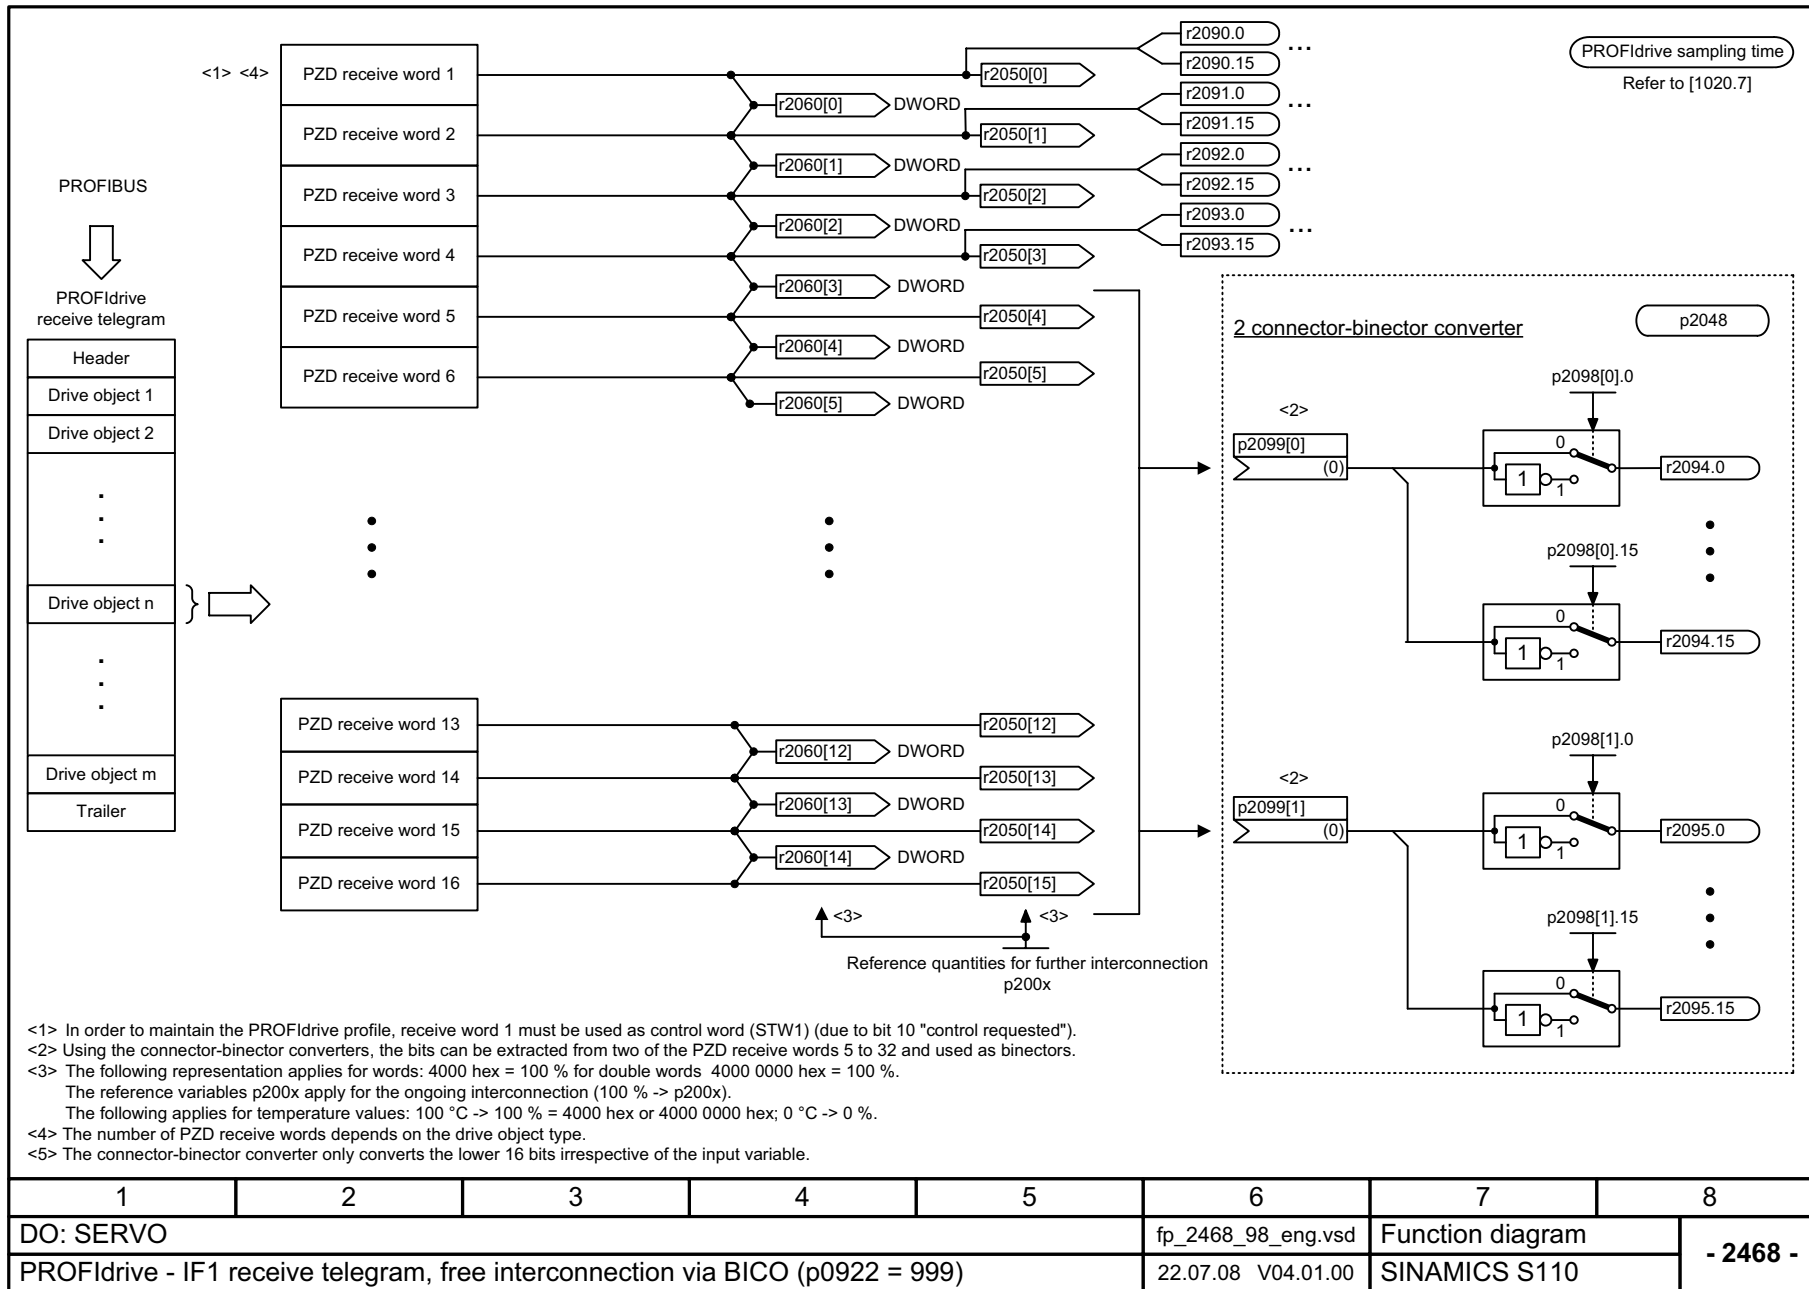 <1> <4>
PZD receive word 1
PZD receive word 2
PZD receive word 3
PZD receive word 4
PZD receive word 5
PZD receive word 6
r2060[0] DWORD
r2060[1] DWORD
r2060[2] DWORD
r2060[3] DWORD
r2060[4] DWORD
r2060[5] DWORD
r2050[0]
r2050[1]
r2050[2]
r2050[3]
r2050[4]
r2050[5]
r2090.0
...
r2090.15
r2091.0
...
r2091.15
r2092.0
...
r2092.15
r2093.0
...
r2093.15
PROFIdrive sampling time
Refer to [1020.7]
PROFIBUS
PROFIdrive
receive telegram
Header
Drive object 1
Drive object 2
Drive object n
}
Drive object m
Trailer
PZD receive word 13
PZD receive word 14
PZD receive word 15
PZD receive word 16
r2060[12] DWORD
r2060[13] DWORD
r2060[14] DWORD
r2050[12]
r2050[13]
r2050[14]
r2050[15]
<3>
<3>
Reference quantities for further interconnection
p200x
2 connector-binector converter
p2048
<2>
p2099[0]
(0)
p2098[0].0
0
1
1
r2094.0
p2098[0].15
0
1
1
r2094.15
<2>
p2099[1]
(0)
p2098[1].0
0
1
1
r2095.0
p2098[1].15
0
1
1
r2095.15
<1> In order to maintain the PROFIdrive profile, receive word 1 must be used as control word (STW1) (due to bit 10 "control requested").
<2> Using the connector-binector converters, the bits can be extracted from two of the PZD receive words 5 to 32 and used as binectors.
<3> The following representation applies for words: 4000 hex = 100 % for double words 4000 0000 hex = 100 %.
The reference variables p200x apply for the ongoing interconnection (100 % -> p200x).
The following applies for temperature values: 100 °C -> 100 % = 4000 hex or 4000 0000 hex; 0 °C -> 0 %.
<4> The number of PZD receive words depends on the drive object type.
<5> The connector-binector converter only converts the lower 16 bits irrespective of the input variable.
1 2 3 4 5 6 7 8
DO: SERVO
fp_2468_98_eng.vsd
Function diagram
- 2468 -
PROFIdrive - IF1 receive telegram, free interconnection via BICO (p0922 = 999)
22.07.08 V04.01.00
SINAMICS S110